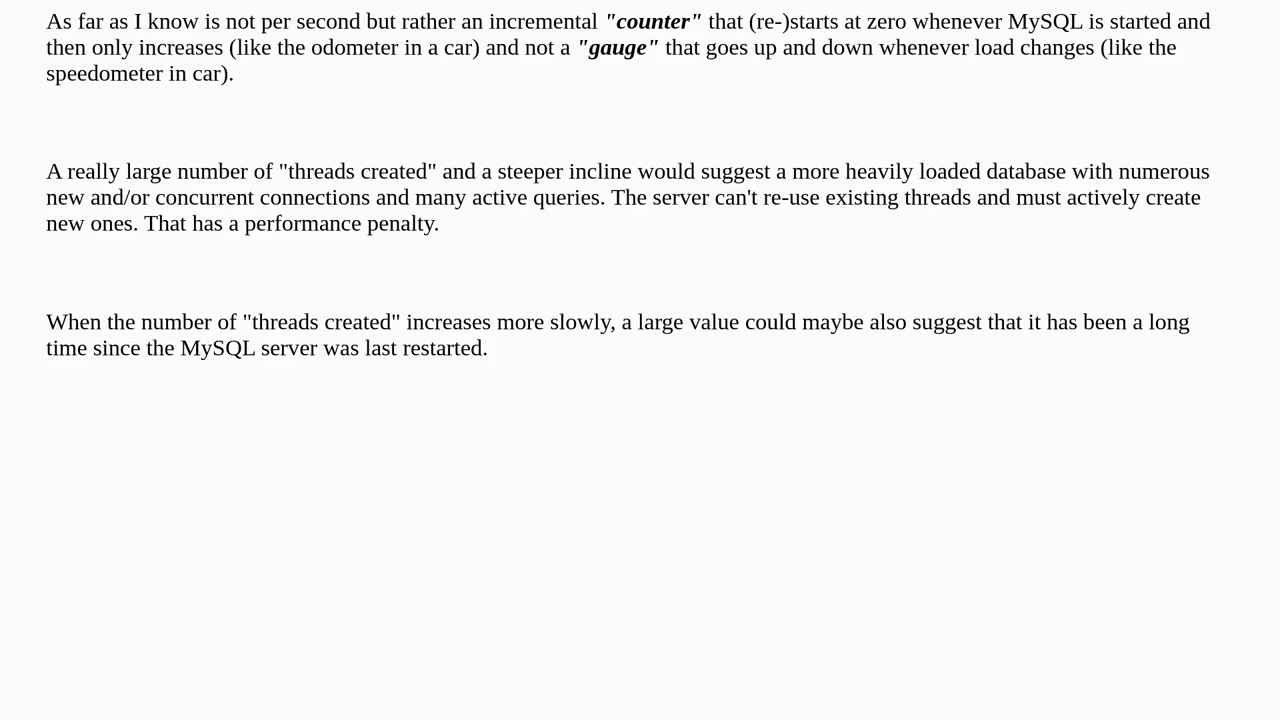 As far as I know is not per second but rather an incremental "counter" that (re-)starts at zero whenever MySQL is started and
then only increases (like the odometer in a car) and not a "gauge" that goes up and down whenever load changes (like the
speedometer in car).
A really large number of "threads created" and a steeper incline would suggest a more heavily loaded database with numerous
new and/or concurrent connections and many active queries. The server can't re-use existing threads and must actively create
new ones. That has a performance penalty.
When the number of "threads created" increases more slowly, a large value could maybe also suggest that it has been a long
time since the MySQL server was last restarted.